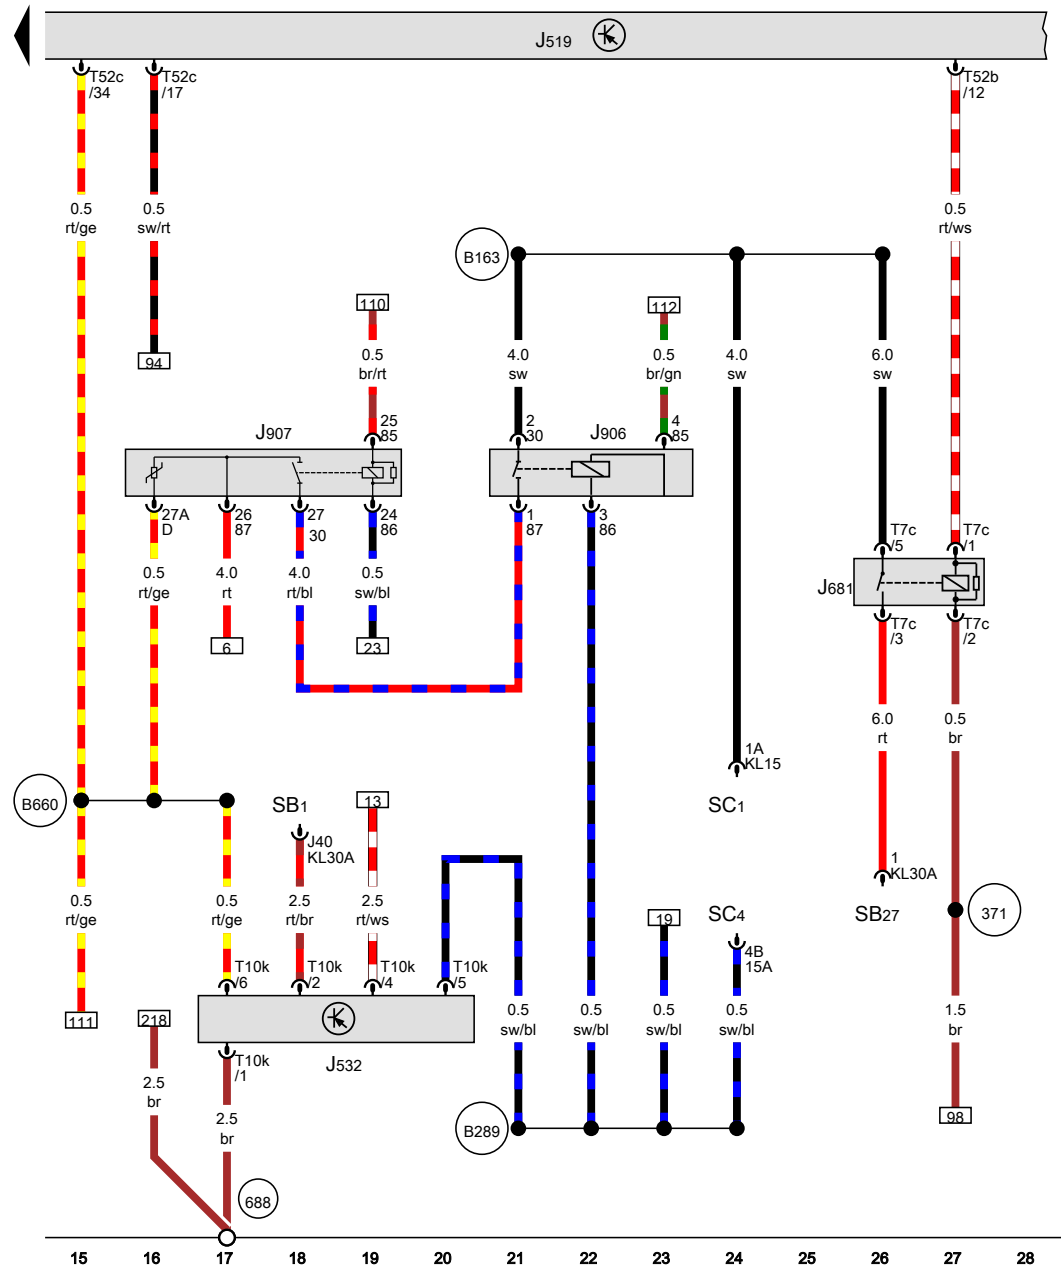 J519
T52c
/34
T52c
/17
T52b
/12
0.5
rt/ge
0.5
sw/rt
0.5
rt/ws
B163
110
112
94
0.5
br/rt
4.0
sw
0.5
br/gn
4.0
sw
6.0
sw
J907
25
85
2
30
J906
4
85
27A
D
26
87
27
30
24
86
1
87
3
86
T7c
/5
T7c
/1
0.5
rt/ge
4.0
rt
4.0
rt/bl
0.5
sw/bl
J681
T7c
/3
T7c
/2
6
23
6.0
rt
0.5
br
1A
KL15
B660
SB1
13
SC1
J40
KL30A
1
KL30A
0.5
rt/ge
0.5
rt/ge
2.5
rt/br
2.5
rt/ws
19
SC4
SB27
371
4B
15A
T10k
/6
T10k
/2
T10k
/4
T10k
/5
111
218
0.5
sw/bl
0.5
sw/bl
0.5
sw/bl
0.5
sw/bl
1.5
br
J532
T10k
/1
2.5
br
2.5
br
B289
98
688
15 16 17 18 19 20 21 22 23 24 25 26 27 28